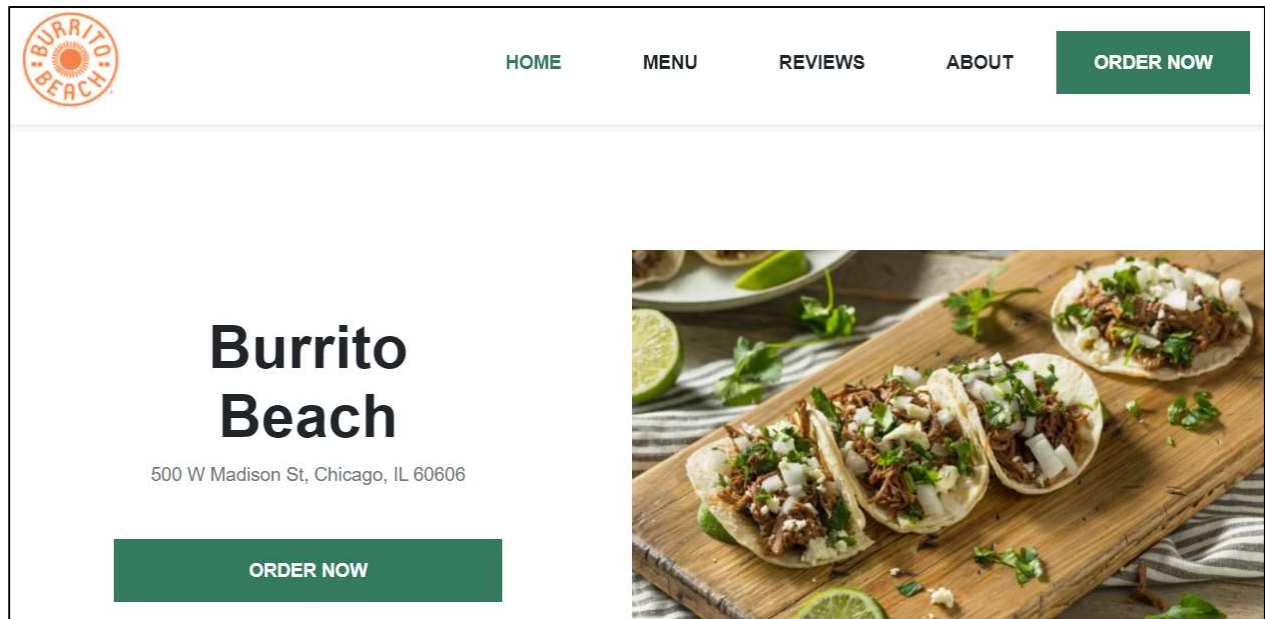 BURRITO
BEACH
HOME MENU REVIEWS ABOUT ORDER NOW
Burrito
Beach
500 W Madison St, Chicago, IL 60606
ORDER NOW